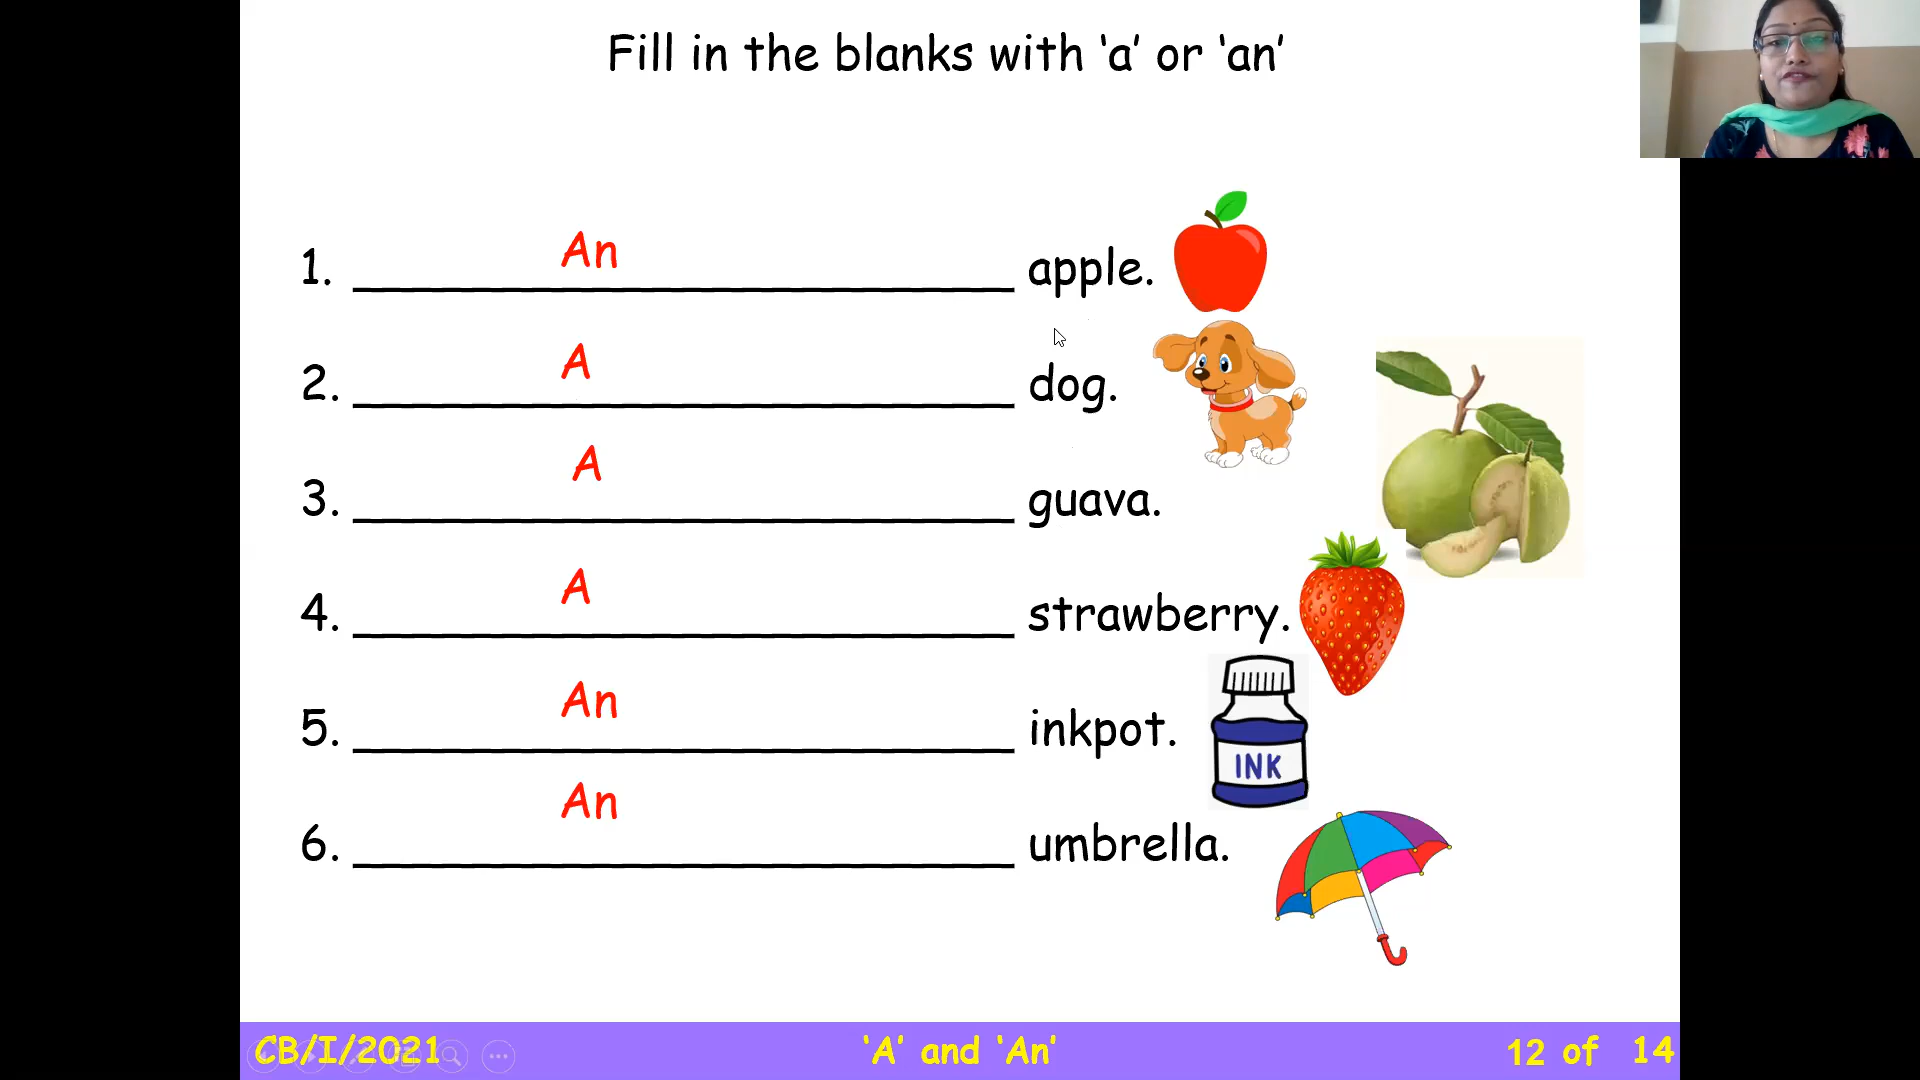 Fill in the blanks with ‘a’ or ‘an’
1. An apple.
2. A dog.
3. A guava.
4. A strawberry.
5. An inkpot.
INK
6. An umbrella.
CB/I/2021 ‘A’ and ‘An’ 12 of 14